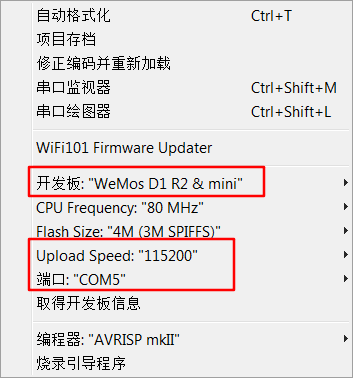 自动格式化 Ctrl+T
项目存档
修正编码并重新加载
串口监视器 Ctrl+Shift+M
串口绘图器 Ctrl+Shift+L
WiFi101 Firmware Updater
开发板: "WeMos D1 R2 & mini"
CPU Frequency: "80 MHz"
Flash Size: "4M (3M SPIFFS)"
Upload Speed: "115200"
端口: "COM5"
取得开发板信息
编程器: "AVRISP mkII"
烧录引导程序